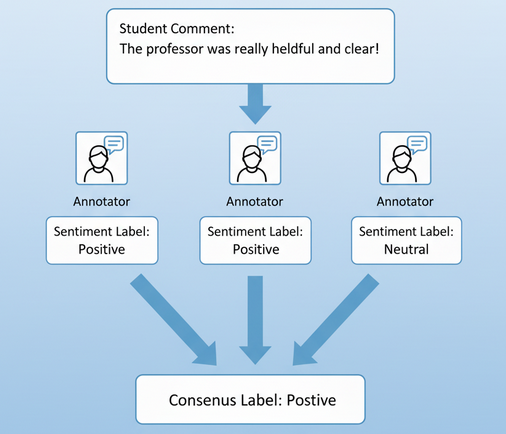 Student Comment:
The professor was really heldful and clear!
Annotator
Annotator
Annotator
Sentiment Label:
Positive
Sentiment Label:
Positive
Sentiment Label:
Neutral
Consenus Label: Postive